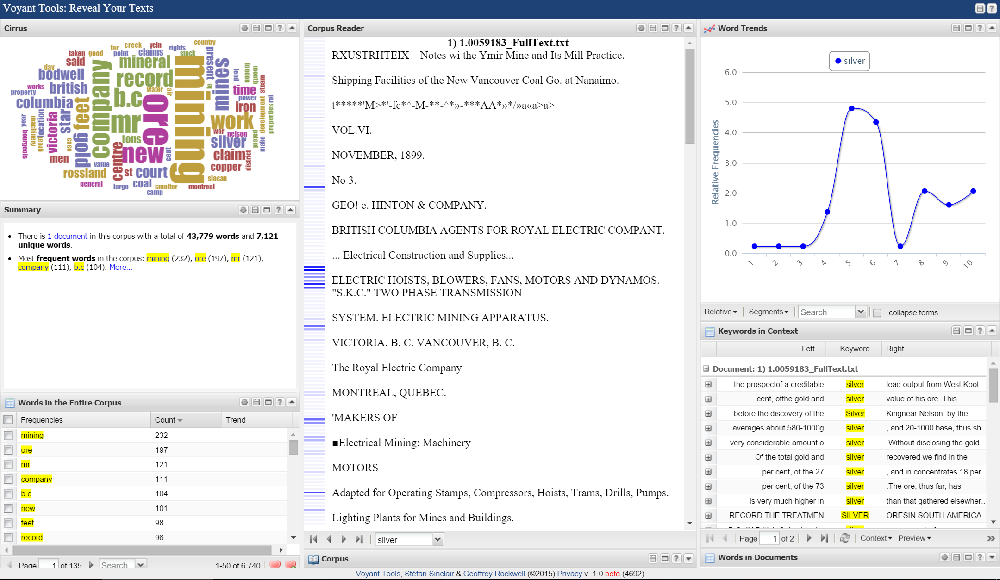 Voyant Tools: Reveal Your Texts
Cirrus
country
far creek vein rights
taken good point claims stock
said mineral present
day bodwell company record mining mines lead london month steam
works british water air le time
property b.c power
columbia feet ore iron
year machinery location victoria star mr work development properties roi
great case gold tons war nelson patent
bourgeois silver make
men centre new cent claim district
value copper
rossland st court slocan
general large coal smelter montreal
camp
Summary
There is 1 document in this corpus with a total of 43,779 words and 7,121
unique words.
Most frequent words in the corpus: mining (232), ore (197), mr (121),
company (111), b.c (104). More...
Words in the Entire Corpus
Frequencies Count Trend
mining 232
ore 197
mr 121
company 111
b.c 104
new 101
feet 98
record 96
Page 1 of 135 Search 1-50 of 6 740
Corpus Reader
1) 1.0059183_FullText.txt
RXUSTRHTEIX—Notes wi the Ymir Mine and Its Mill Practice.
Shipping Facilities of the New Vancouver Coal Go. at Nanaimo.
t*****'M>*'-fc*^-M-**-^*»-***AA*»*/»a«a>a>
VOL.VI.
NOVEMBER, 1899.
No 3.
GEO! e. HINTON & COMPANY.
BRITISH COLUMBIA AGENTS FOR ROYAL ELECTRIC COMPANT.
... Electrical Construction and Supplies...
ELECTRIC HOISTS, BLOWERS, FANS, MOTORS AND DYNAMOS.
"S.K.C." TWO PHASE TRANSMISSION
SYSTEM. ELECTRIC MINING APPARATUS.
VICTORIA. B. C. VANCOUVER, B. C.
The Royal Electric Company
MONTREAL, QUEBEC.
'MAKERS OF
■Electrical Mining: Machinery
MOTORS
Adapted for Operating Stamps, Compressors, Hoists, Trams, Drills, Pumps.
Lighting Plants for Mines and Buildings.
silver
Corpus
Word Trends
silver
6.0
5.0
4.0
3.0
2.0
1.0
0.0
Relative Frequencies
1 2 3 4 5 6 7 8 9 10
Relative Segments Search collapse terms
Keywords in Context
Left Keyword Right
Document: 1) 1.0059183_FullText.txt
the prospectof a creditable silver lead output from West Koot...
cent, ofthe gold and silver value of his ore. This
before the discovery of the Silver Kingnear Nelson, by the
...averages about 580-1000g silver , and 20-1000 base, thus sh...
...very considerable amount o silver .Without disclosing the gold ...
Of the total gold and silver recovered we find in the
per cent, of the 27 silver , and in concentrates 18 per
per cent, of the 73 silver .The ore, thus far, has
is very much higher in silver than that gathered elsewher...
...RECORD.THE TREATMEN SILVER ORESIN SOUTH AMERICA...
Page 1 of 2 Context Preview
Words in Documents
Voyant Tools, Stéfan Sinclair & Geoffrey Rockwell (©2015) Privacy v. 1.0 beta (4692)